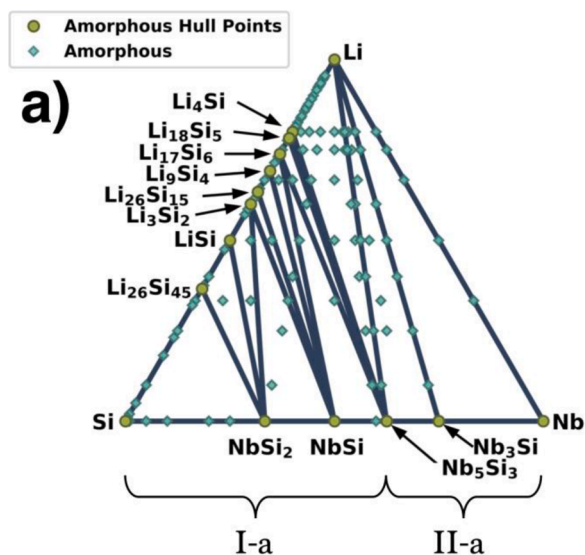 Amorphous Hull Points
Amorphous
a)
Li
Li₄Si
Li₁₈Si₅
Li₁₇Si₆
Li₉Si₄
Li₂₆Si₁₅
Li₃Si₂
LiSi
Li₂₆Si₄₅
Si
Nb
NbSi₂
NbSi
Nb₃Si
Nb₅Si₃
I-a
II-a